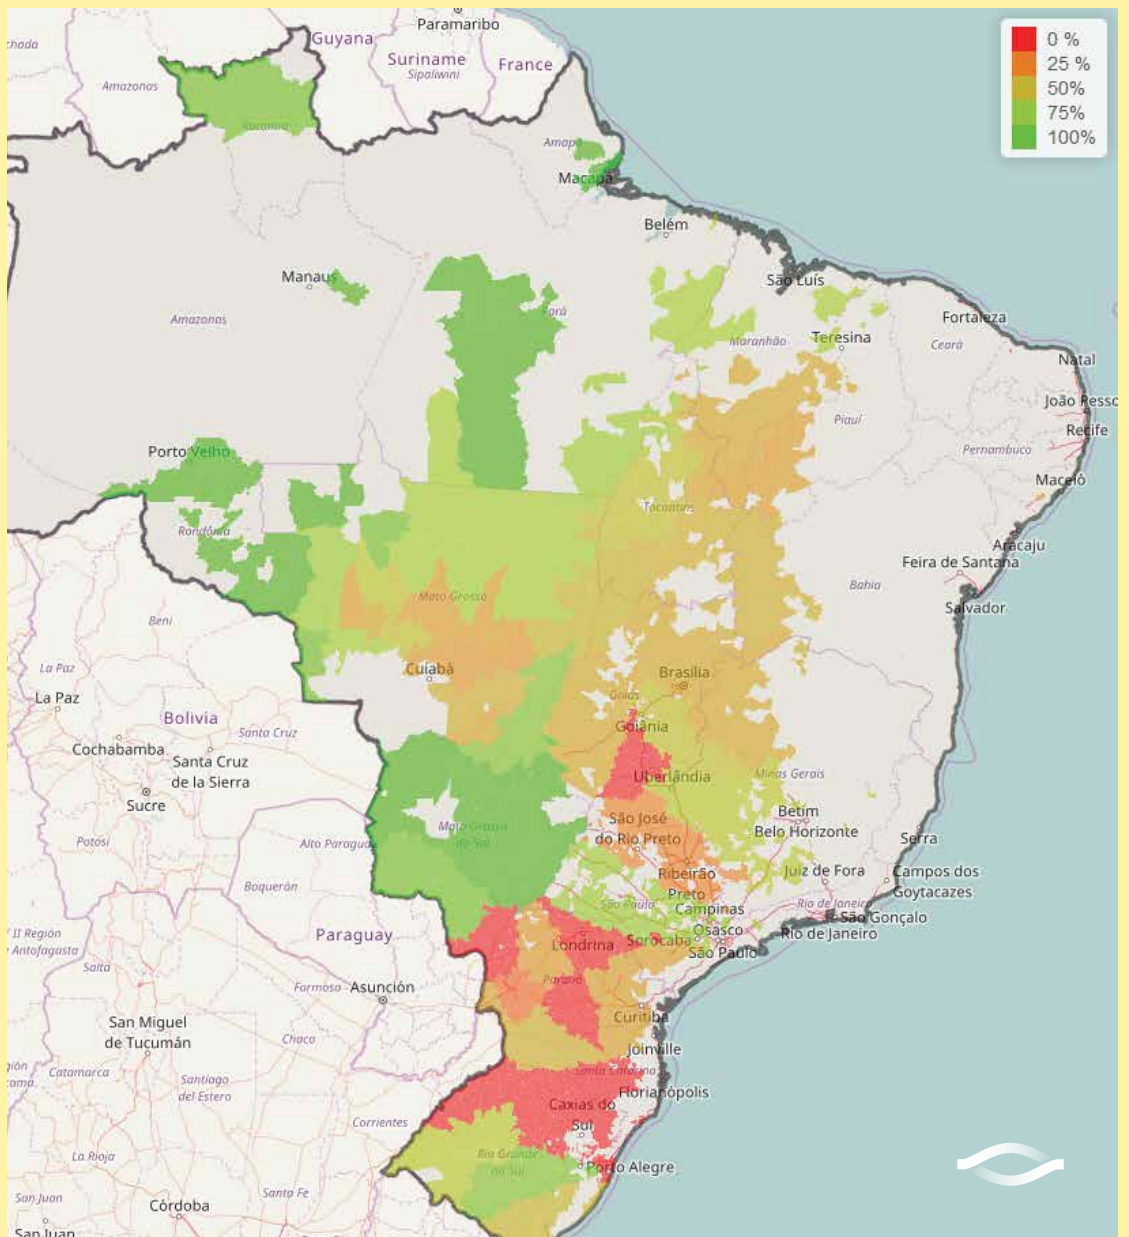 Paramaribo
Guyana
Suriname
Sipaliwini
France
chada
Amazonas
Roraima
Amapá
Macapá
Belém
0 %
25 %
50%
75%
100%
Manaus
São Luís
Pará
Amazonas
Fortaleza
Maranhão
Teresina
Ceará
Natal
João Pesso
Piauí
Recife
Pernambuco
Porto Velho
Maceió
Tocantins
Rondônia
Aracaju
Feira de Santana
Bahia
Mato Grosso
Salvador
Beni
La Paz
Cuiabá
Brasília
La Paz
Goiás
Bolivia
Santa Cruz
Goiânia
Cochabamba
Santa Cruz
de la Sierra
Uberlândia
Minas Gerais
Sucre
Betim
Belo Horizonte
São José
do Rio Preto
Mato Grosso
do Sul
Potosí
Alto Paragua
Serra
Ribeirão
Preto
Juiz de Fora
Campos dos
Goytacazes
Boquerón
São Paulo
Campinas
Rio de Janeiro
São Gonçalo
Rio de Janeiro
II Región
e Antofagasta
Paraguay
Londrina
Sorocaba
Osasco
São Paulo
Salta
Formosa
Asunción
Paraná
San Miguel
de Tucumán
Curitiba
Chaco
Joinville
Catamarca
Santa Catarina
Santiago
del Estero
Florianópolis
Caxias do
Sul
Corrientes
La Rioja
Rio Grande
do Sul
Porto Alegre
San Juan
Santa Fe
Córdoba
San Juan